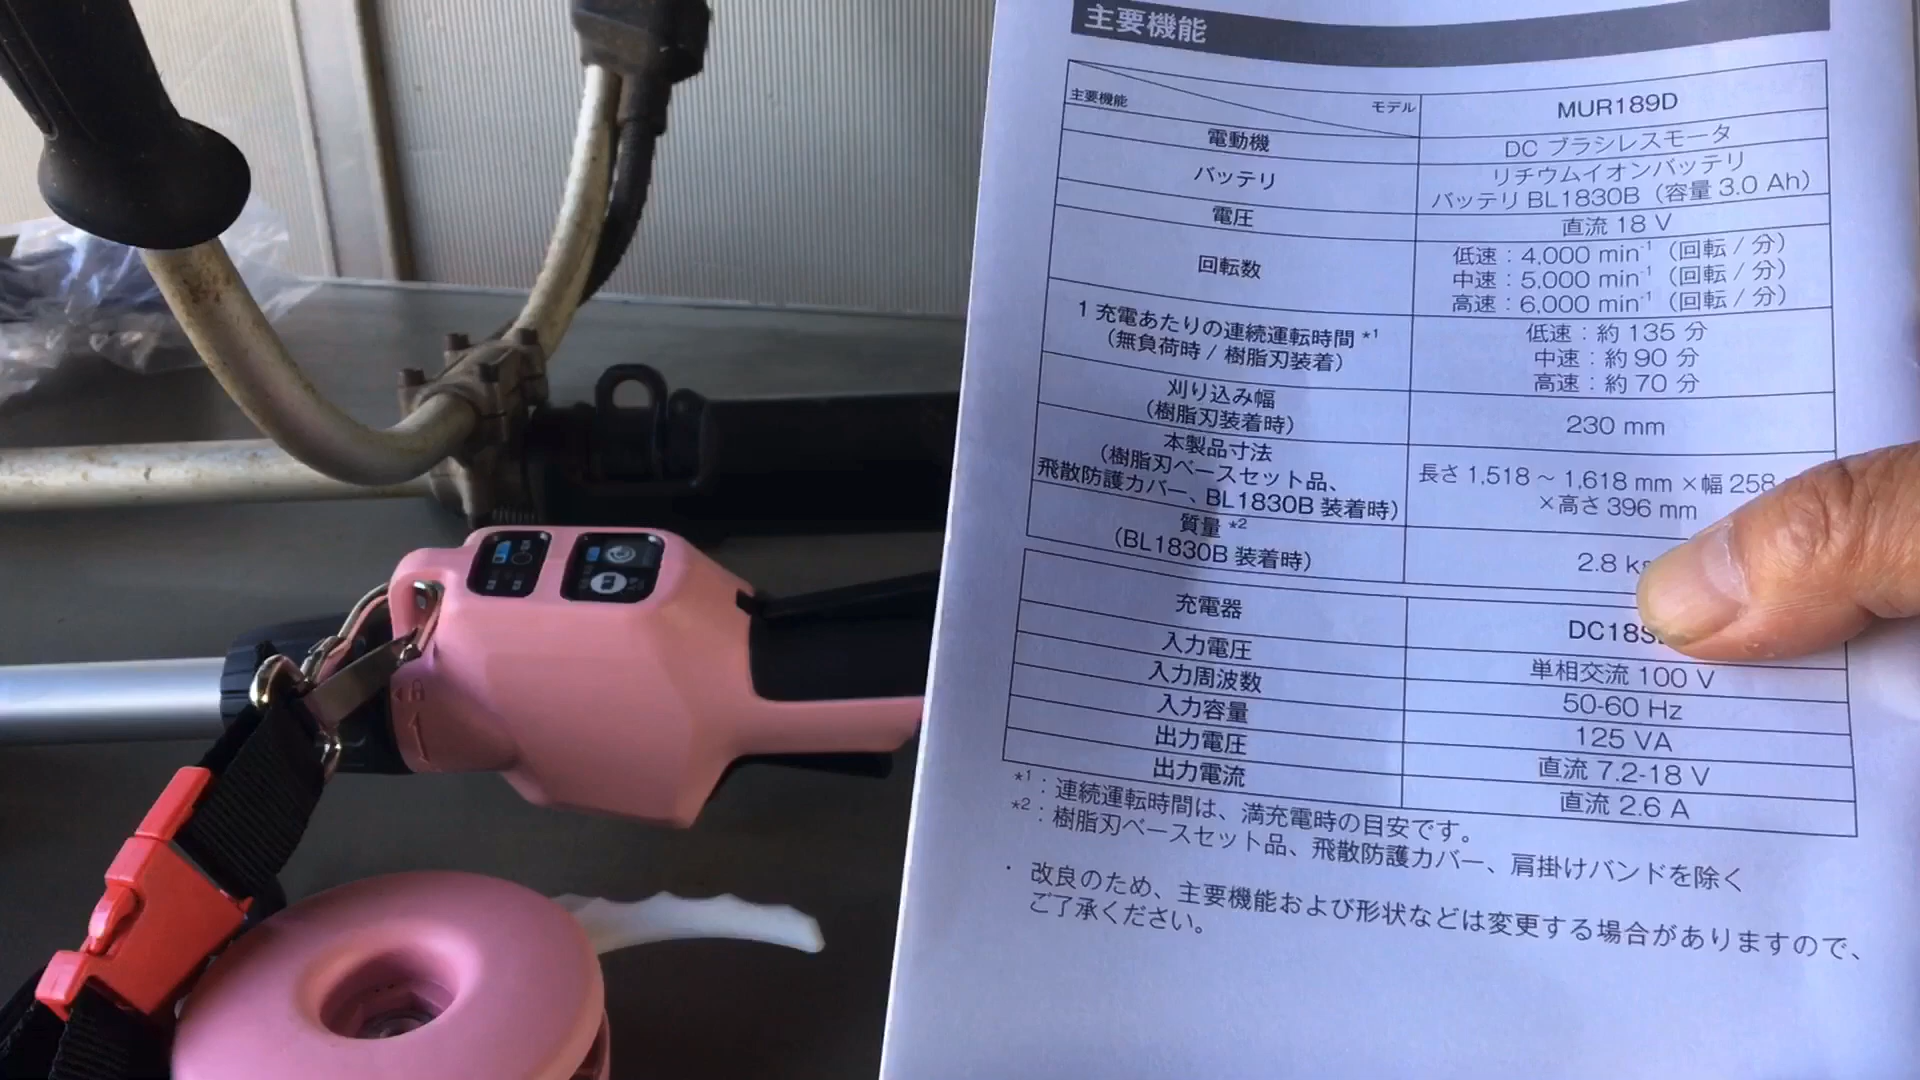 主要機能
主要機能 モデル MUR189D
電動機 DC ブラシレスモータ
バッテリ リチウムイオンバッテリ
バッテリ BL1830B(容量 3.0 Ah)
電圧 直流 18 V
回転数 低速:4,000 min⁻¹(回転 / 分)
中速:5,000 min⁻¹(回転 / 分)
高速:6,000 min⁻¹(回転 / 分)
1 充電あたりの連続運転時間 *1
(無負荷時 / 樹脂刃装着)
低速:約 135 分
中速:約 90 分
高速:約 70 分
刈り込み幅
(樹脂刃装着時)
230 mm
本製品寸法
(樹脂刃ベースセット品、
飛散防護カバー、BL1830B 装着時)
長さ 1,518 ~ 1,618 mm ×幅 258
×高さ 396 mm
質量 *2
(BL1830B 装着時)
2.8
充電器
入力電圧 単相交流 100 V
入力周波数 50-60 Hz
入力容量 125 VA
出力電圧 直流 7.2-18 V
出力電流 直流 2.6 A
*1:連続運転時間は、満充電時の目安です。
*2:樹脂刃ベースセット品、飛散防護カバー、肩掛けバンドを除く
・ 改良のため、主要機能および形状などは変更する場合がありますので、
ご了承ください。